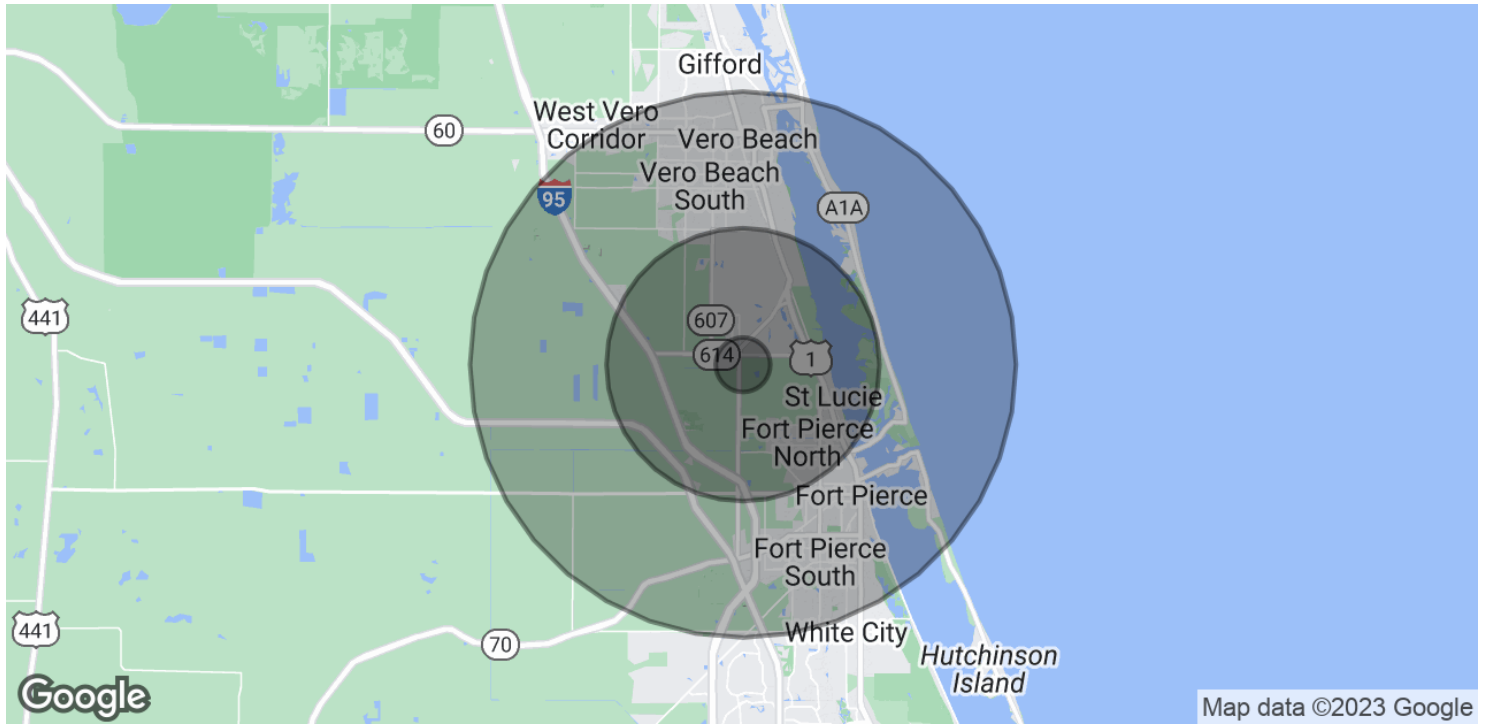 Gifford
West Vero
Corridor
60
Vero Beach
Vero Beach
South
95
A1A
441
607
614
1
St Lucie
Fort Pierce
North
Fort Pierce
Fort Pierce
South
441
70
White City
Hutchinson
Island
Google
Map data ©2023 Google